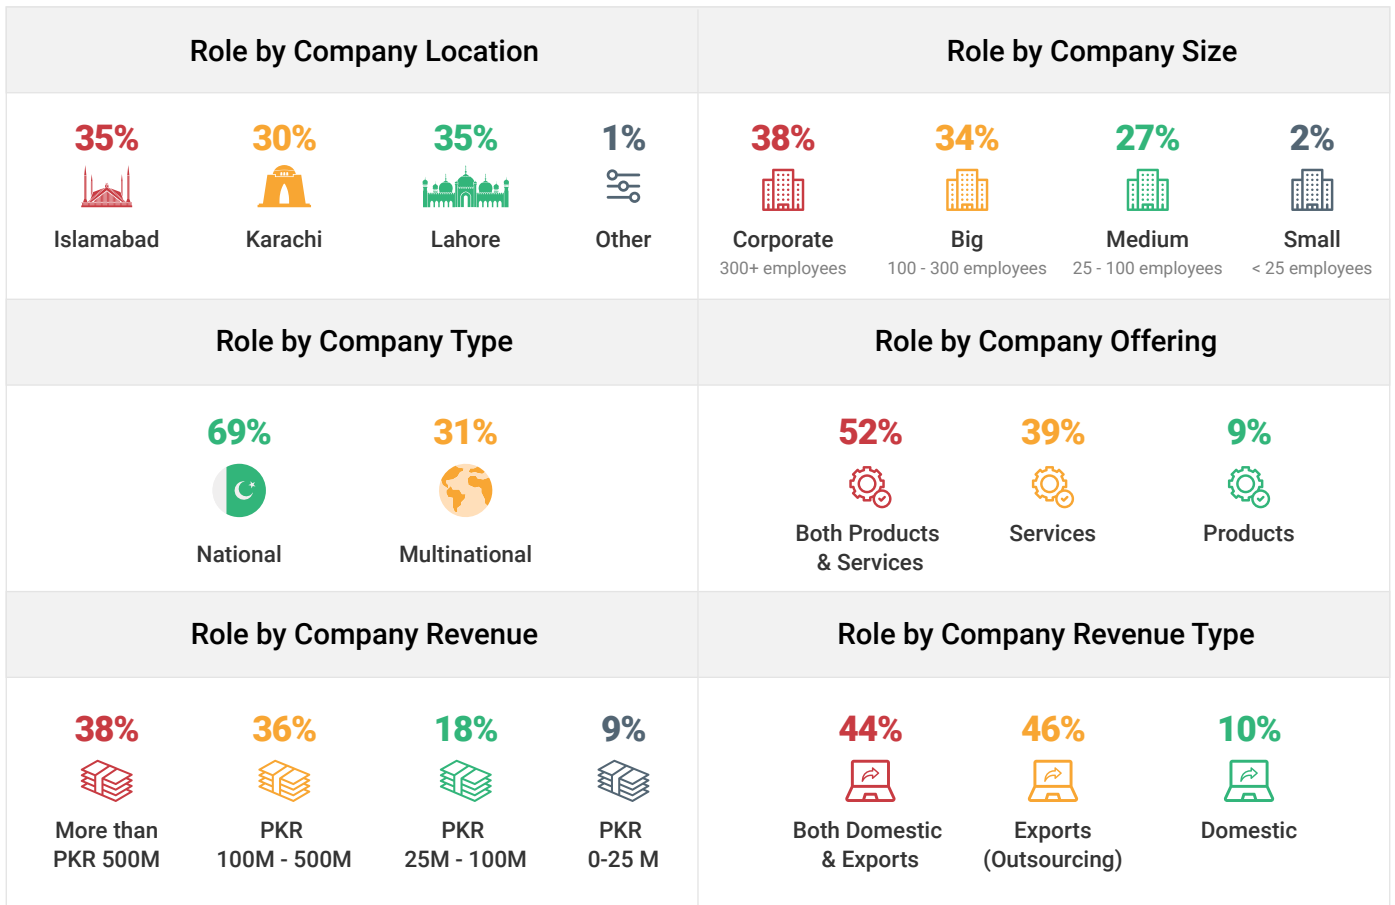 Role by Company Location
35%
30%
35%
1%
Islamabad
Karachi
Lahore
Other
Role by Company Size
38%
34%
27%
2%
Corporate
Big
Medium
Small
300+ employees
100 - 300 employees
25 - 100 employees
< 25 employees
Role by Company Type
69%
31%
National
Multinational
Role by Company Offering
52%
39%
9%
Both Products
& Services
Services
Products
Role by Company Revenue
38%
36%
18%
9%
More than
PKR 500M
PKR
100M - 500M
PKR
25M - 100M
PKR
0-25 M
Role by Company Revenue Type
44%
46%
10%
Both Domestic
& Exports
Exports
(Outsourcing)
Domestic